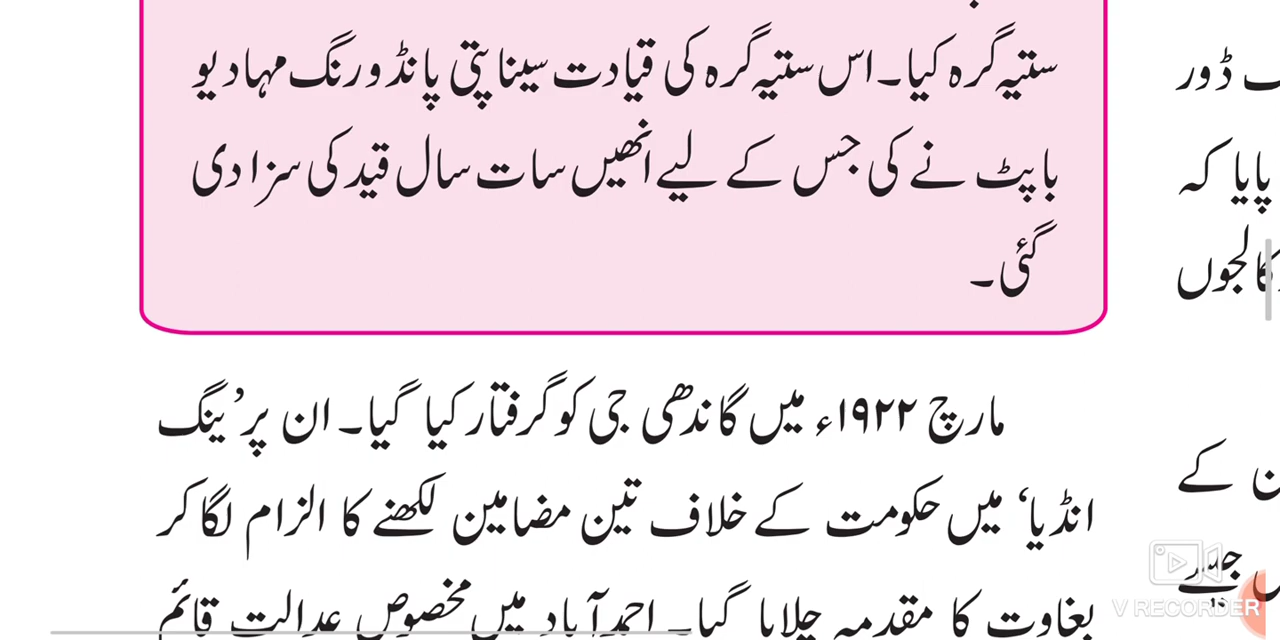 ستیہ گرہ کیا۔ اس ستیہ گرہ کی قیادت سیناپتی پانڈورنگ مہادیو
باپٹ نے کی جس کے لیے انھیں سات سال قید کی سزا دی
گئی۔
مارچ ۱۹۲۲ء میں گاندھی جی کو گرفتار کیا گیا۔ ان پر ’ینگ
انڈیا‘ میں حکومت کے خلاف تین مضامین لکھنے کا الزام لگا کر
بغاوت کا مقدمہ چلایا گیا۔ احمدآباد میں مخصوص عدالت قائم
ڈور
پایا کہ
کالجوں
کے
V RECORDER